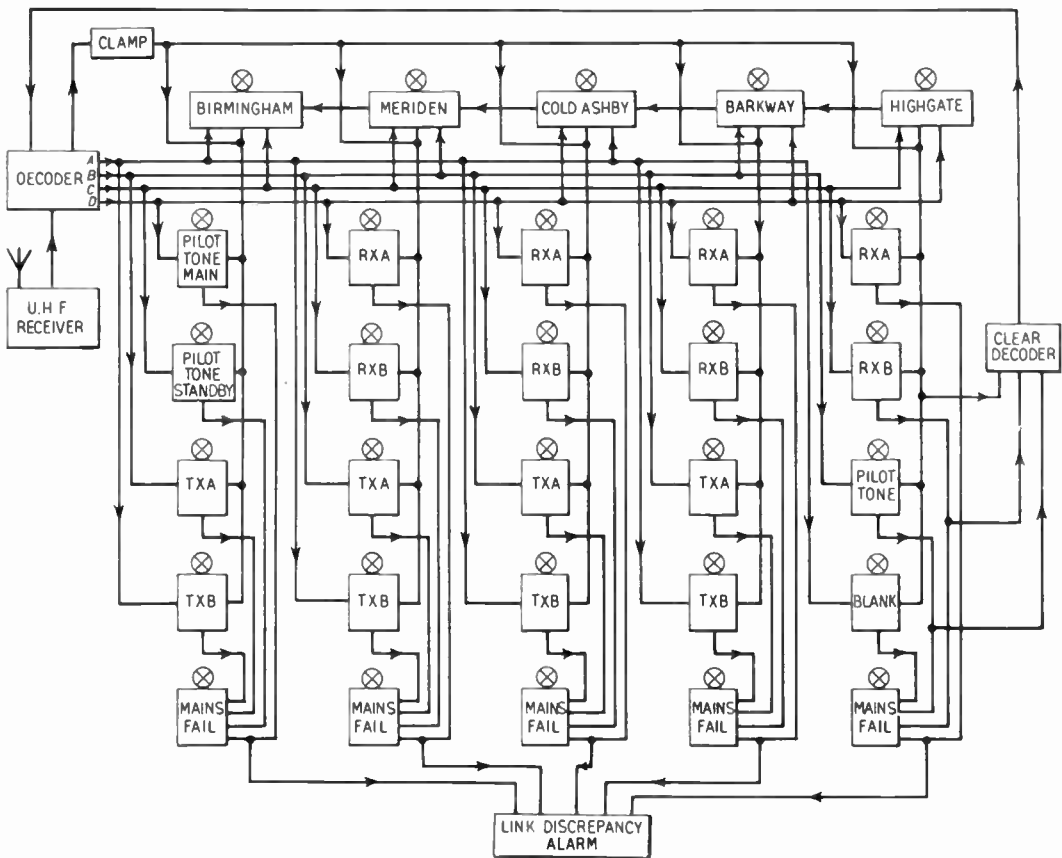 CLAMP
BIRMINGHAM
MERIDEN
COLD ASHBY
BARKWAY
HIGHGATE
DECODER
A
B
C
D
U.H.F
RECEIVER
PILOT
TONE
MAIN
RXA
RXA
RXA
RXA
PILOT
TONE
STANDBY
RXB
RXB
RXB
RXB
CLEAR
DECODER
TXA
TXA
TXA
TXA
PILOT
TONE
TXB
TXB
TXB
TXB
BLANK
MAINS
FAIL
MAINS
FAIL
MAINS
FAIL
MAINS
FAIL
MAINS
FAIL
LINK DISCREPANCY
ALARM